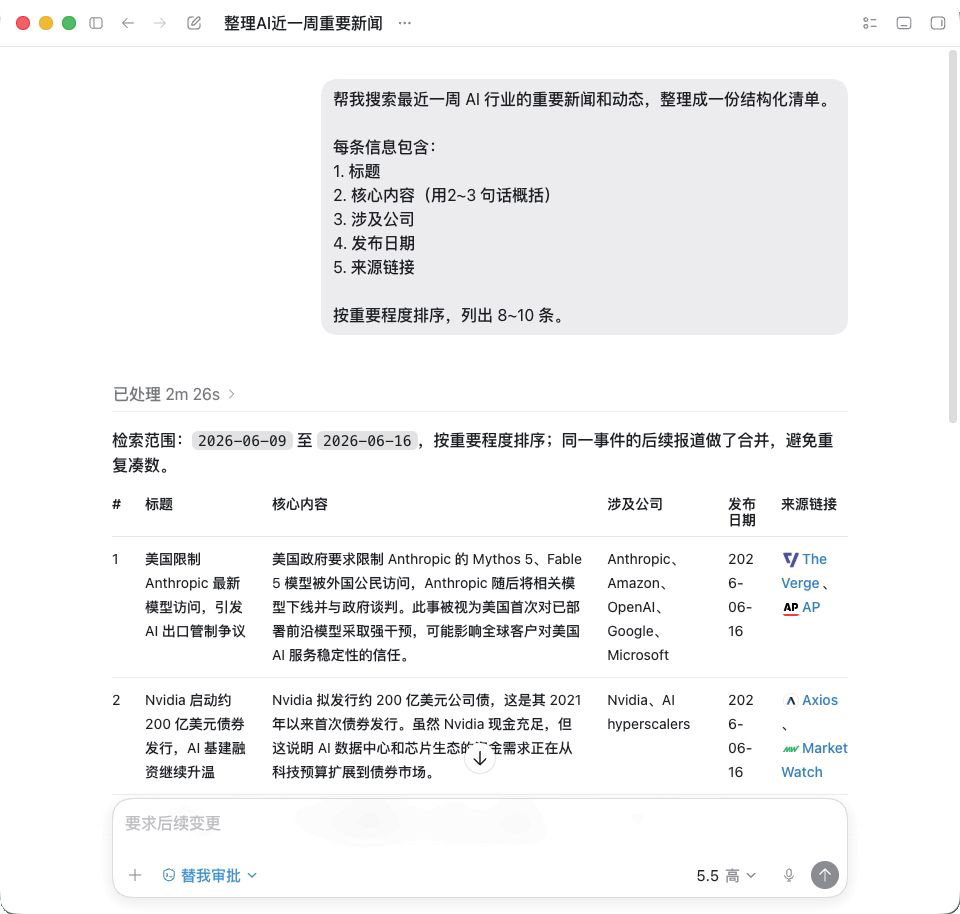 整理AI近一周重要新闻 ···
帮我搜索最近一周 AI 行业的重要新闻和动态，整理成一份结构化清单。
每条信息包含：
1. 标题
2. 核心内容（用2~3 句话概括）
3. 涉及公司
4. 发布日期
5. 来源链接
按重要程度排序，列出 8~10 条。
已处理 2m 26s
检索范围：2026-06-09 至 2026-06-16，按重要程度排序；同一事件的后续报道做了合并，避免重
复凑数。
# 标题 核心内容 涉及公司 发布 来源链接
日期
1 美国限制 美国政府要求限制 Anthropic 的 Mythos 5、Fable Anthropic、 202 The
Anthropic 最新 5 模型被外国公民访问，Anthropic 随后将相关模 Amazon、 6- Verge、
模型访问，引发 型下线并与政府谈判。此事被视为美国首次对已部 OpenAI、 06- AP AP
AI 出口管制争议 署前沿模型采取强干预，可能影响全球客户对美国 Google、 16
AI 服务稳定性的信任。 Microsoft
2 Nvidia 启动约 Nvidia 拟发行约 200 亿美元公司债，这是其 2021 Nvidia、AI 202 Axios
200 亿美元债券 年以来首次债券发行。虽然 Nvidia 现金充足，但 hyperscalers 6- 、
发行，AI 基建融 这说明 AI 数据中心和芯片生态的资金需求正在从 06- Market
资继续升温 科技预算扩展到债券市场。 16 Watch
要求后续变更
替我审批 5.5 高